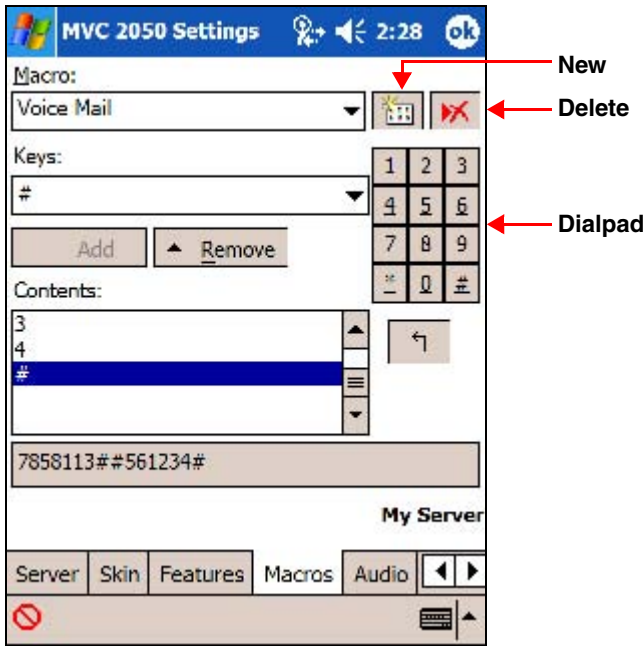 MVC 2050 Settings 2:28 ok
New
Macro:
Voice Mail
Delete
Keys:
#
1 2 3
4 5 6
7 8 9
* 0 #
Dialpad
Add Remove
Contents:
3
4
#
7858113##561234#
My Server
Server Skin Features Macros Audio